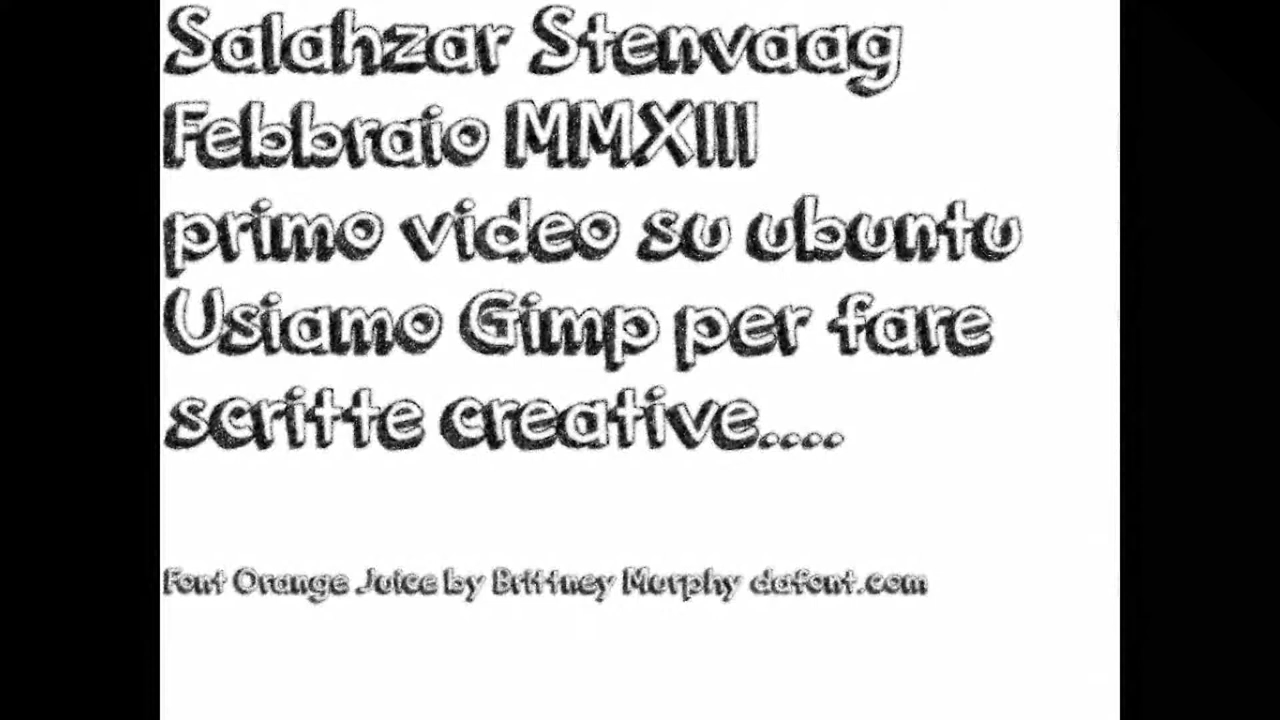 Salahzar Stenvaag
Febbraio MMXIII
primo video su ubuntu
Usiamo Gimp per fare
scritte creative....
Font Orange Juice by Brittney Murphy dafont.com